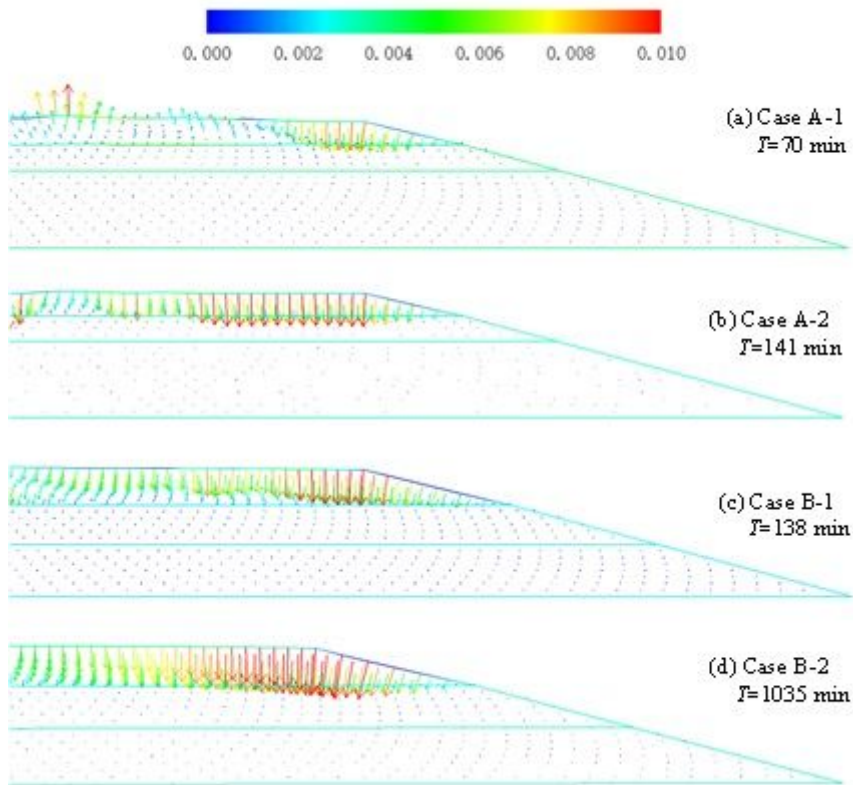 0.000 0.002 0.004 0.006 0.008 0.010
(a) Case A-1
T=70 min
(b) Case A-2
T=141 min
(c) Case B-1
T=138 min
(d) Case B-2
T=1035 min